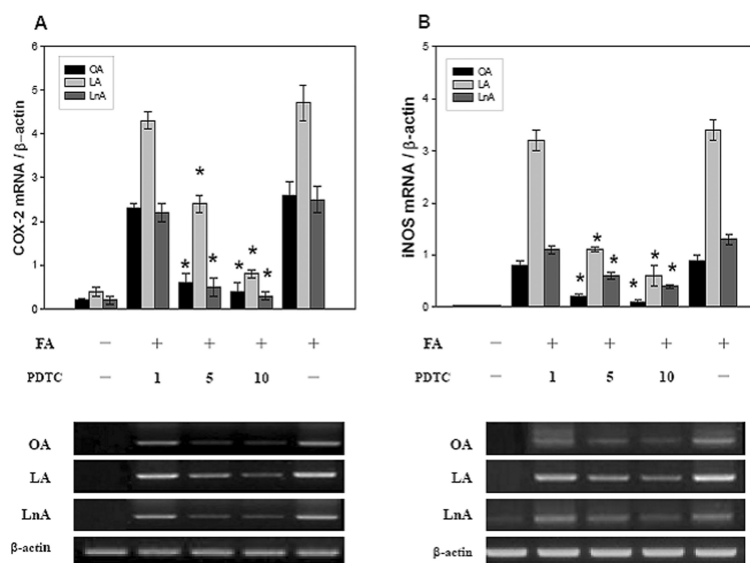 A
COX-2 mRNA / β-actin
6
5
4
3
2
1
0
OA
LA
LnA
*
*
*
*
*
*
FA − + + + +
PDTC 1 5 10 −
OA
LA
LnA
β-actin
B
iNOS mRNA / β-actin
5
4
3
2
1
0
OA
LA
LnA
*
*
*
*
*
*
FA − + + + +
PDTC − 1 5 10 −
OA
LA
LnA
β-actin